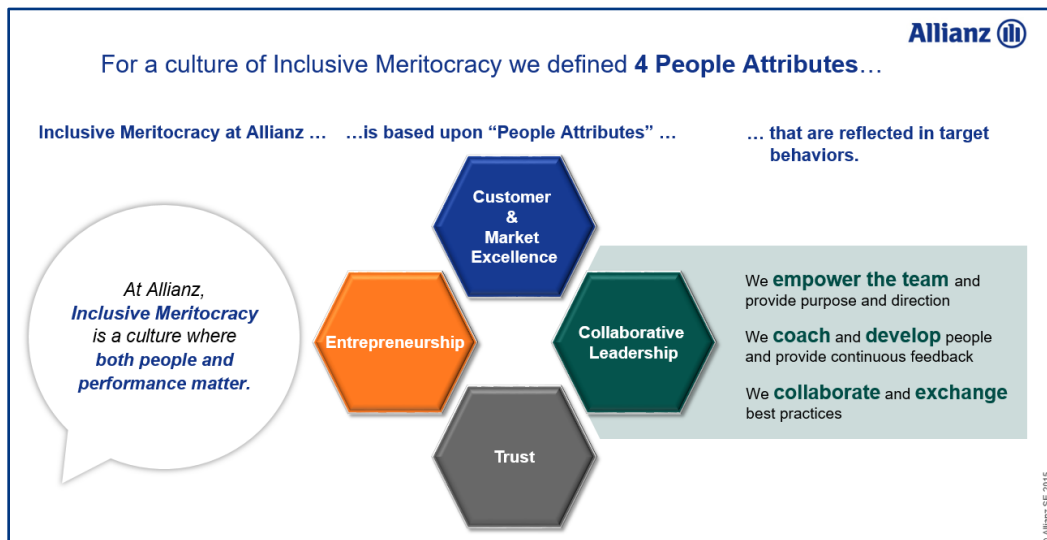 Allianz
For a culture of Inclusive Meritocracy we defined 4 People Attributes…
Inclusive Meritocracy at Allianz …
…is based upon “People Attributes” …
… that are reflected in target
behaviors.
At Allianz,
Inclusive Meritocracy
is a culture where
both people and
performance matter.
Customer
&
Market
Excellence
Entrepreneurship
Collaborative
Leadership
Trust
We empower the team and
provide purpose and direction
We coach and develop people
and provide continuous feedback
We collaborate and exchange
best practices
Allianz SE 2015